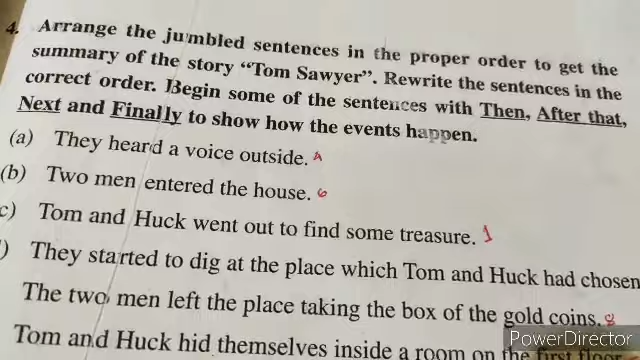 4. Arrange the jumbled sentences in the proper order to get the
summary of the story “Tom Sawyer”. Rewrite the sentences in the
correct order. Begin some of the sentences with Then, After that,
Next and Finally to show how the events happen.
(a) They heard a voice outside. 4
(b) Two men entered the house. 6
c) Tom and Huck went out to find some treasure. 1
) They started to dig at the place which Tom and Huck had chosen
The two men left the place taking the box of the gold coins. 8
Tom and Huck hid themselves inside a room on the first floor
PowerDirector